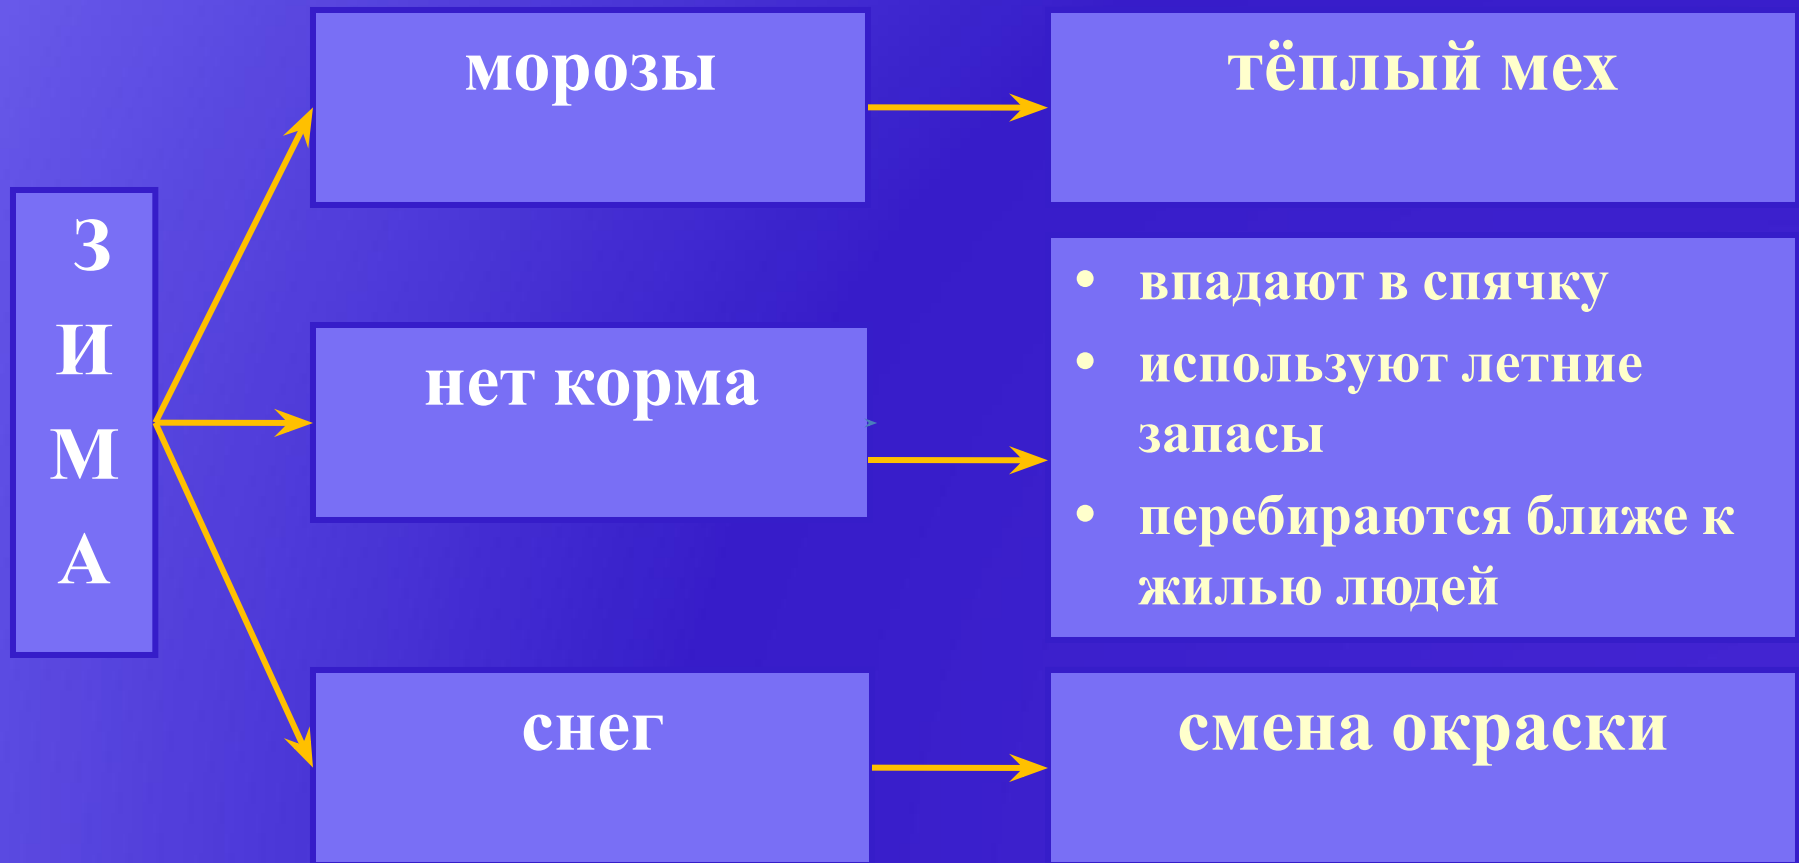 З
И
М
А
морозы
тёплый мех
нет корма
• впадают в спячку
• используют летние
запасы
• перебираются ближе к
жилью людей
снег
смена окраски